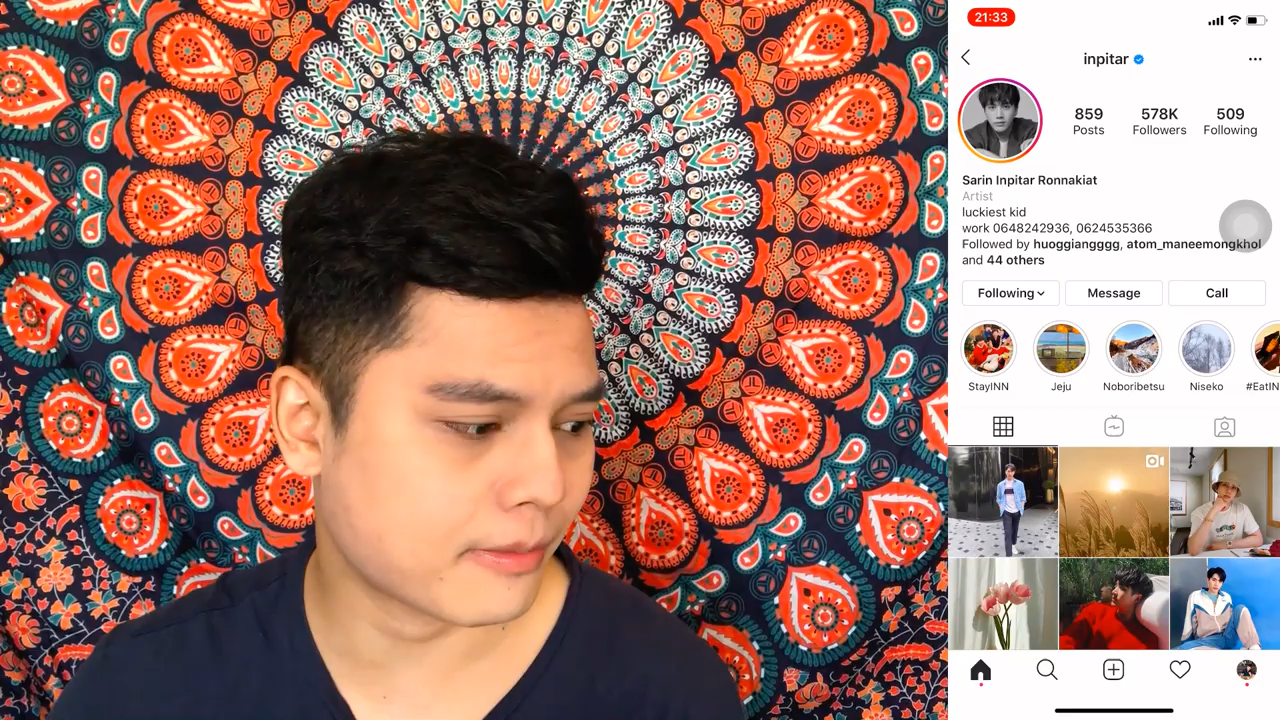 21:33
inpitar
859
578K
509
Posts
Followers
Following
Sarin Inpitar Ronnakiat
Artist
luckiest kid
work 0648242936, 0624535366
Followed by huoggiangggg, atom_maneemongkhol
and 44 others
Following
Message
Call
StayINN
Jeju
Noboribetsu
Niseko
#EatIN